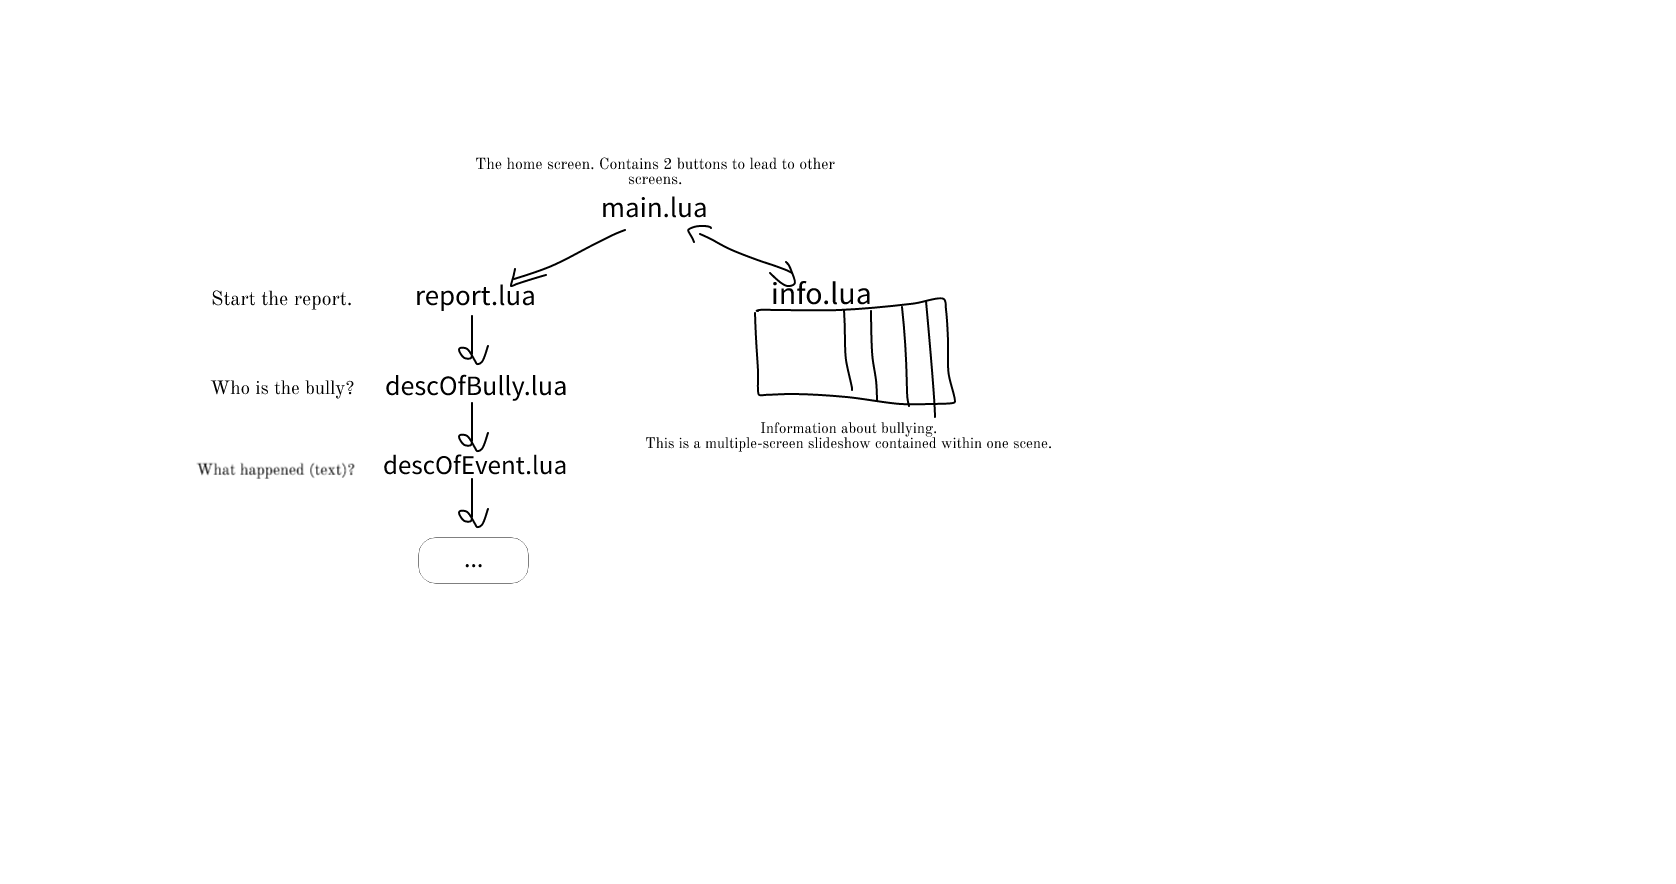 The home screen. Contains 2 buttons to lead to other
screens.
main.lua
Start the report.
report.lua
info.lua
Who is the bully?
descOfBully.lua
Information about bullying.
This is a multiple-screen slideshow contained within one scene.
What happened (text)?
descOfEvent.lua
...